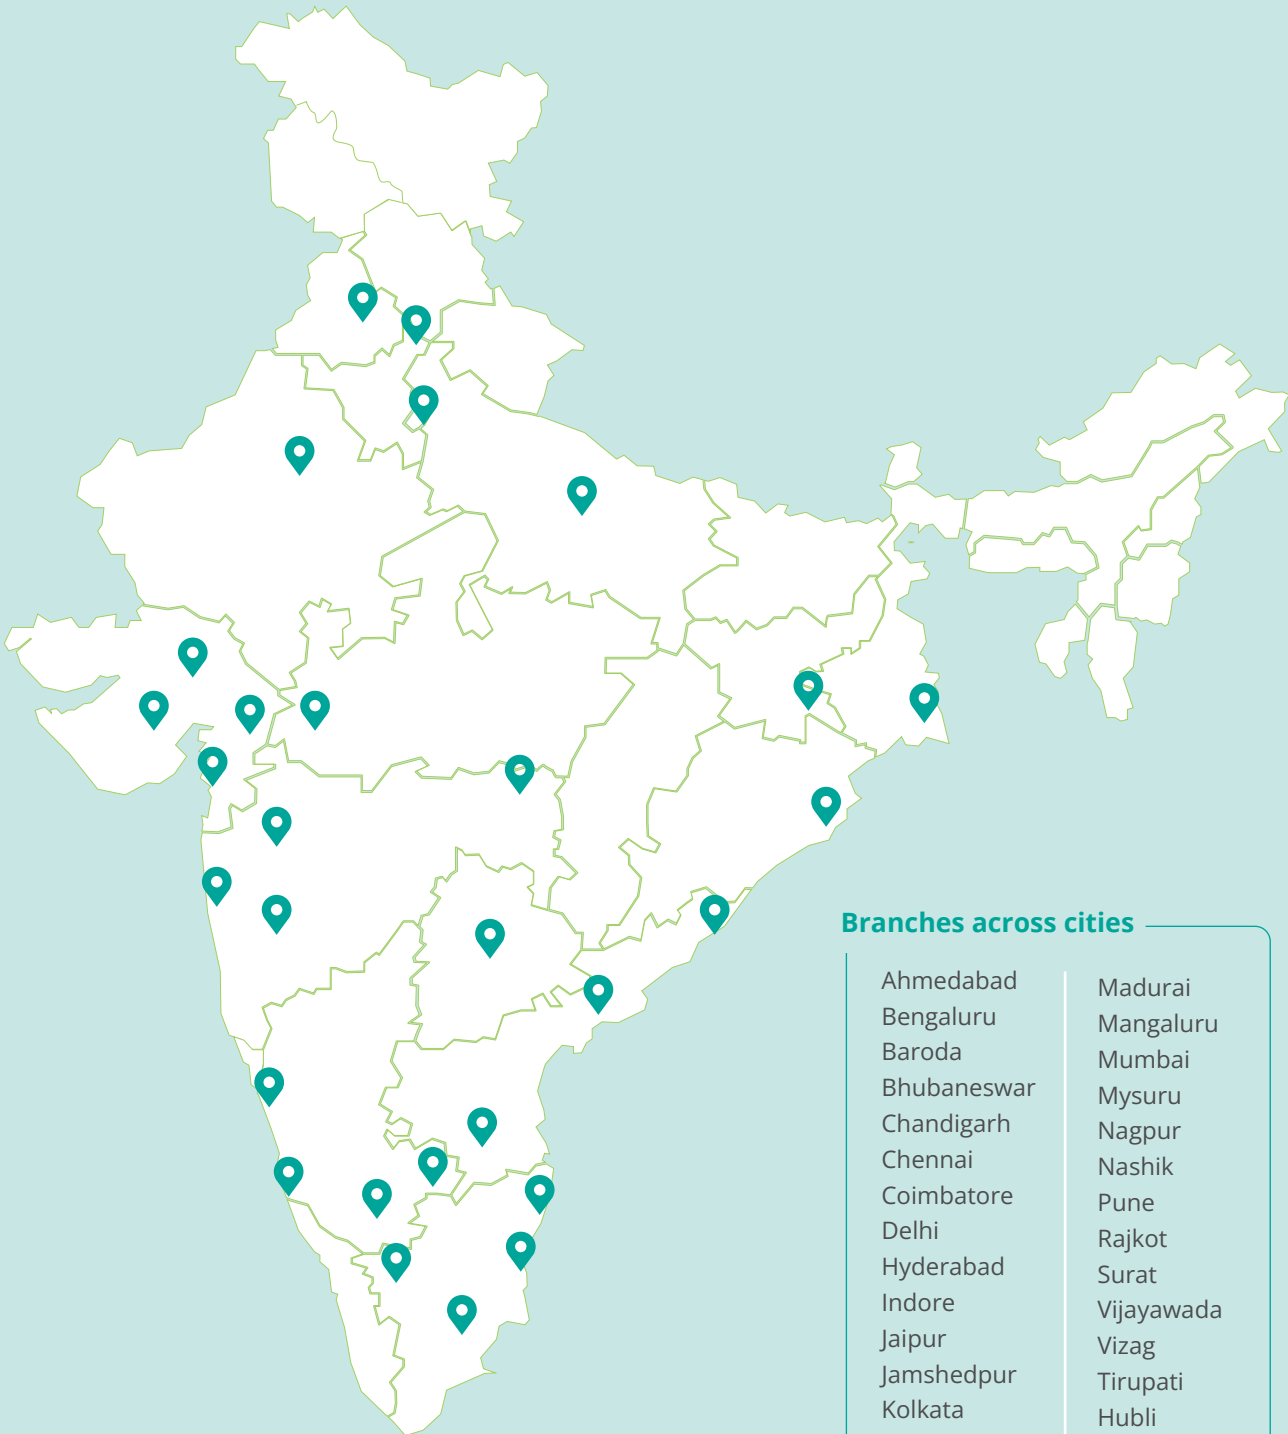 Branches across cities
Ahmedabad
Bengaluru
Baroda
Bhubaneswar
Chandigarh
Chennai
Coimbatore
Delhi
Hyderabad
Indore
Jaipur
Jamshedpur
Kolkata
Madurai
Mangaluru
Mumbai
Mysuru
Nagpur
Nashik
Pune
Rajkot
Surat
Vijayawada
Vizag
Tirupati
Hubli